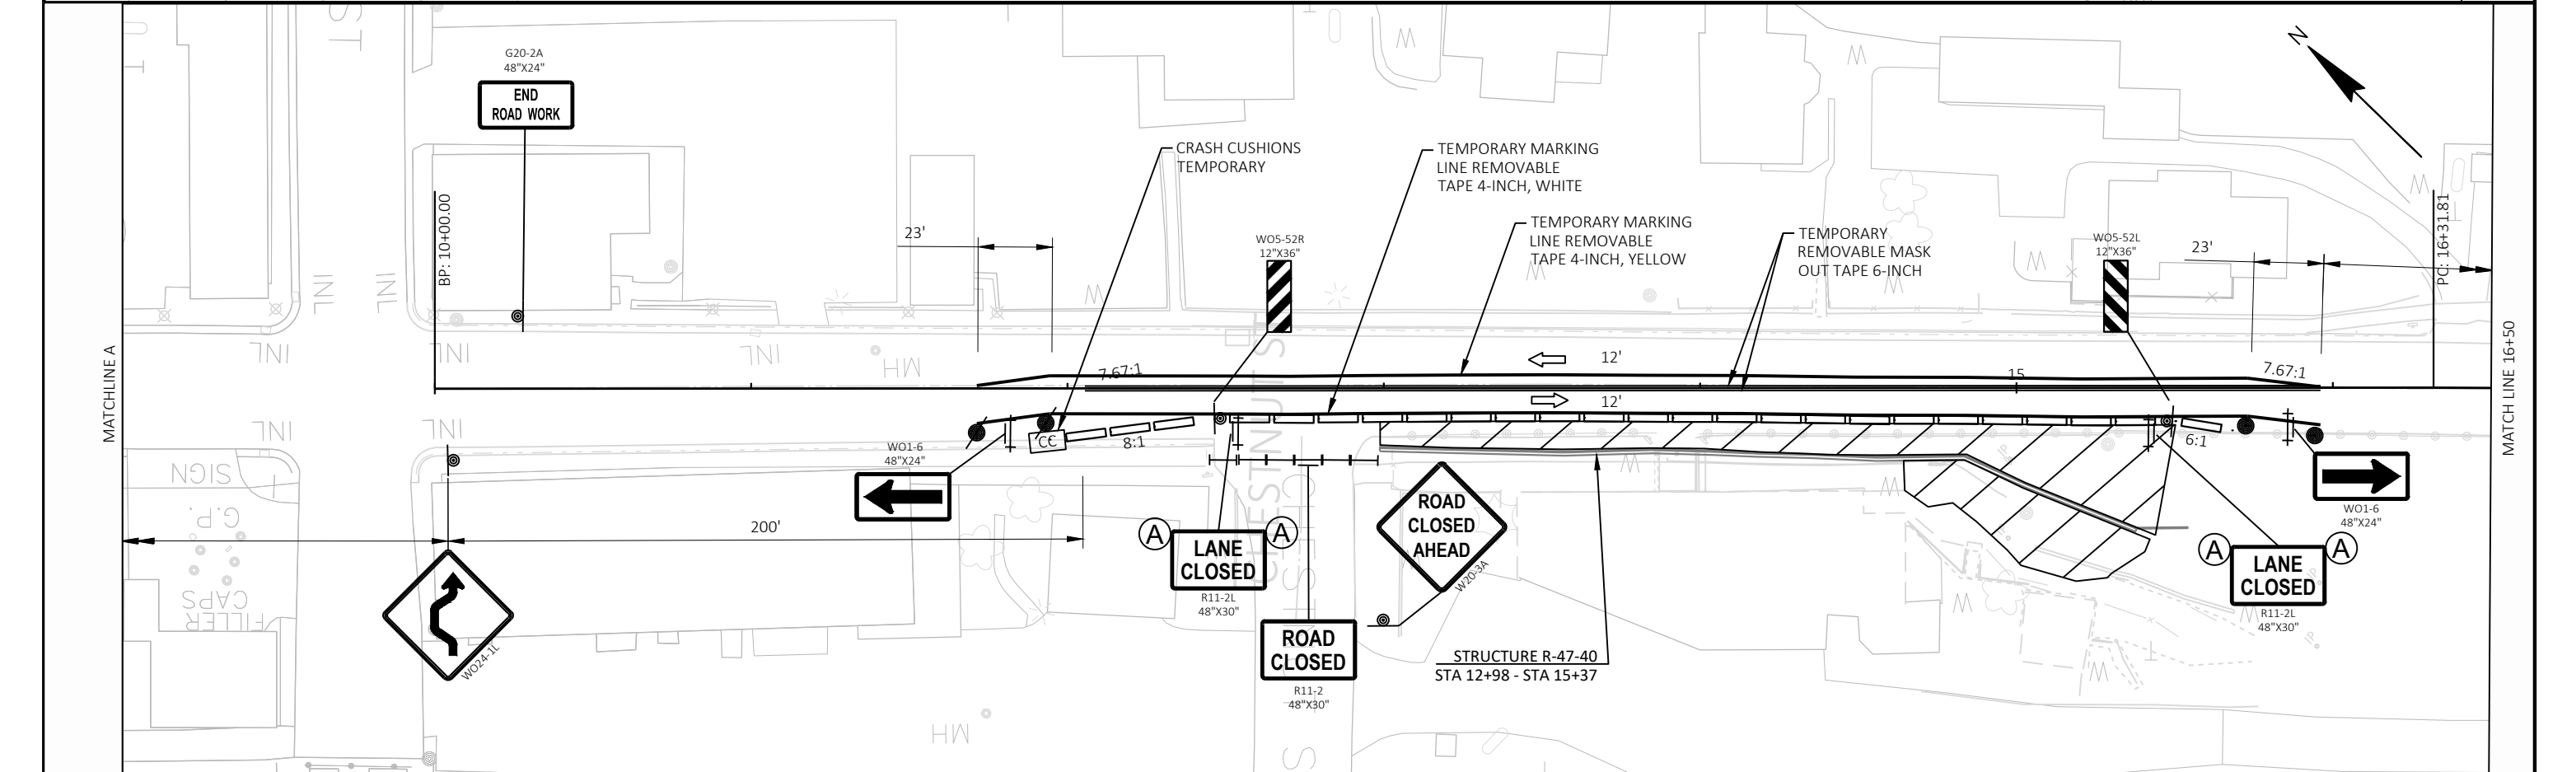 G20-2A
48"X24"
END
ROAD WORK
N
CRASH CUSHIONS
TEMPORARY
TEMPORARY MARKING
LINE REMOVABLE
TAPE 4-INCH, WHITE
TEMPORARY MARKING
LINE REMOVABLE
TAPE 4-INCH, YELLOW
TEMPORARY
REMOVABLE MASK
OUT TAPE 6-INCH
BP: 10+00.00
23'
WO5-52R
12"X36"
WO5-52L
12"X36"
23'
PC: 16+31.81
ST
INL
INL
INL
INL
INL
MH
W
W
W
W
W
W
W
MATCHLINE A
MATCH LINE 16+50
12'
7.67:1
15
7.67:1
12'
INL
INL
CC
8:1
6:1
WO1-6
48"X24"
WO1-6
48"X24"
SIGN
G.P.
CAPS
FILLER
200'
CHESTNUT ST
A
LANE
CLOSED
A
R11-2L
48"X30"
ROAD
CLOSED
AHEAD
W20-3A
A
LANE
CLOSED
A
R11-2L
48"X30"
WO24-1L
ROAD
CLOSED
R11-2
48"X30"
STRUCTURE R-47-40
STA 12+98 - STA 15+37
MH